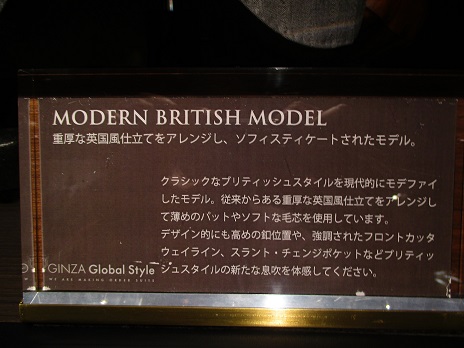 MODERN BRITISH MODEL
重厚な英国風仕立てをアレンジし、ソフィスティケートされたモデル。
クラシックなブリティッシュスタイルを現代的にモデファイ
したモデル。従来からある重厚な英国風仕立てをアレンジし
て薄めのパットやソフトな毛芯を使用しています。
デザイン的にも高めの釦位置や、強調されたフロントカッタ
ウェイライン、スラント・チェンジポケットなどブリティッ
シュスタイルの新たな息吹を体感してください。
GINZA Global Style
WE ARE MAKING ORDER SUITS